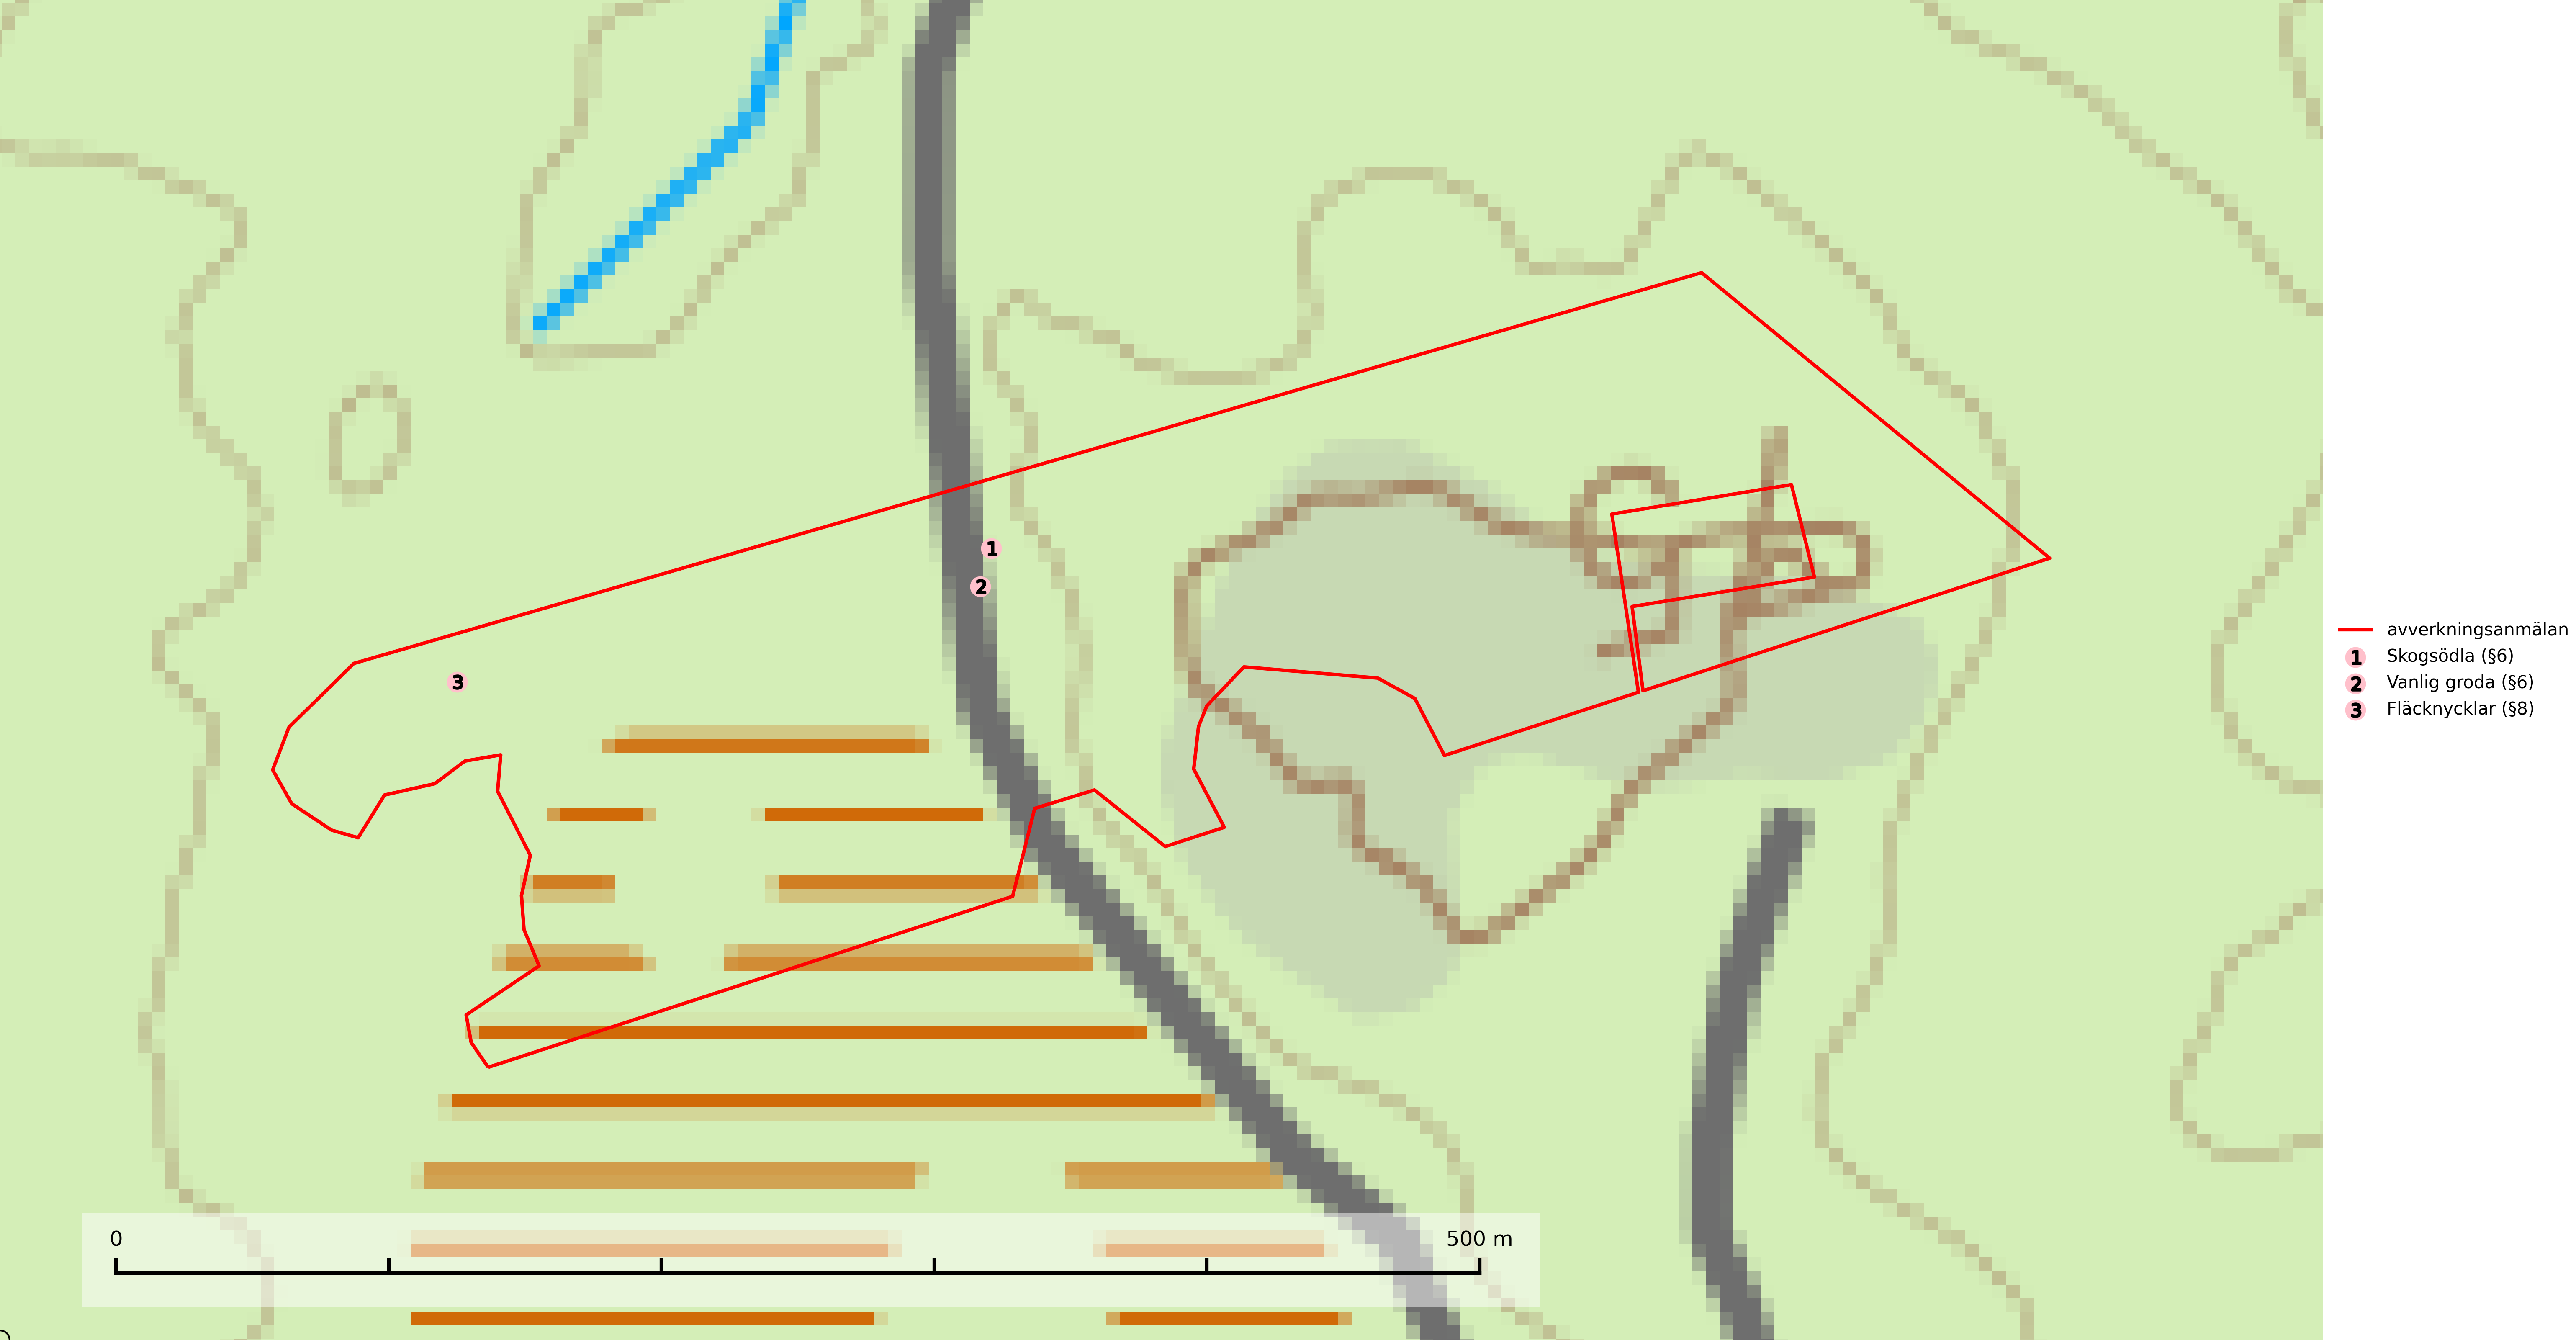 1
2
3
avverkningsanmälan
1 Skogsödla (§6)
2 Vanlig groda (§6)
3 Fläcknycklar (§8)
0 500 m